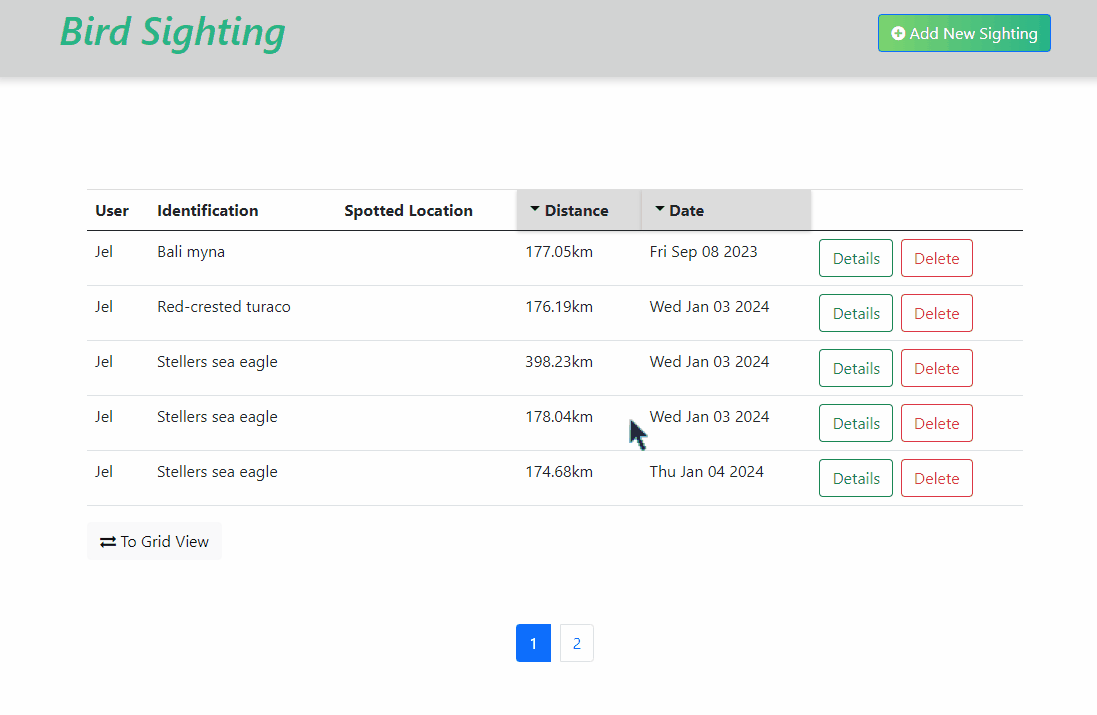 Bird Sighting
Add New Sighting
User Identification Spotted Location Distance Date
Jel Bali myna 177.05km Fri Sep 08 2023 Details Delete
Jel Red-crested turaco 176.19km Wed Jan 03 2024 Details Delete
Jel Stellers sea eagle 398.23km Wed Jan 03 2024 Details Delete
Jel Stellers sea eagle 178.04km Wed Jan 03 2024 Details Delete
Jel Stellers sea eagle 174.68km Thu Jan 04 2024 Details Delete
To Grid View
1 2